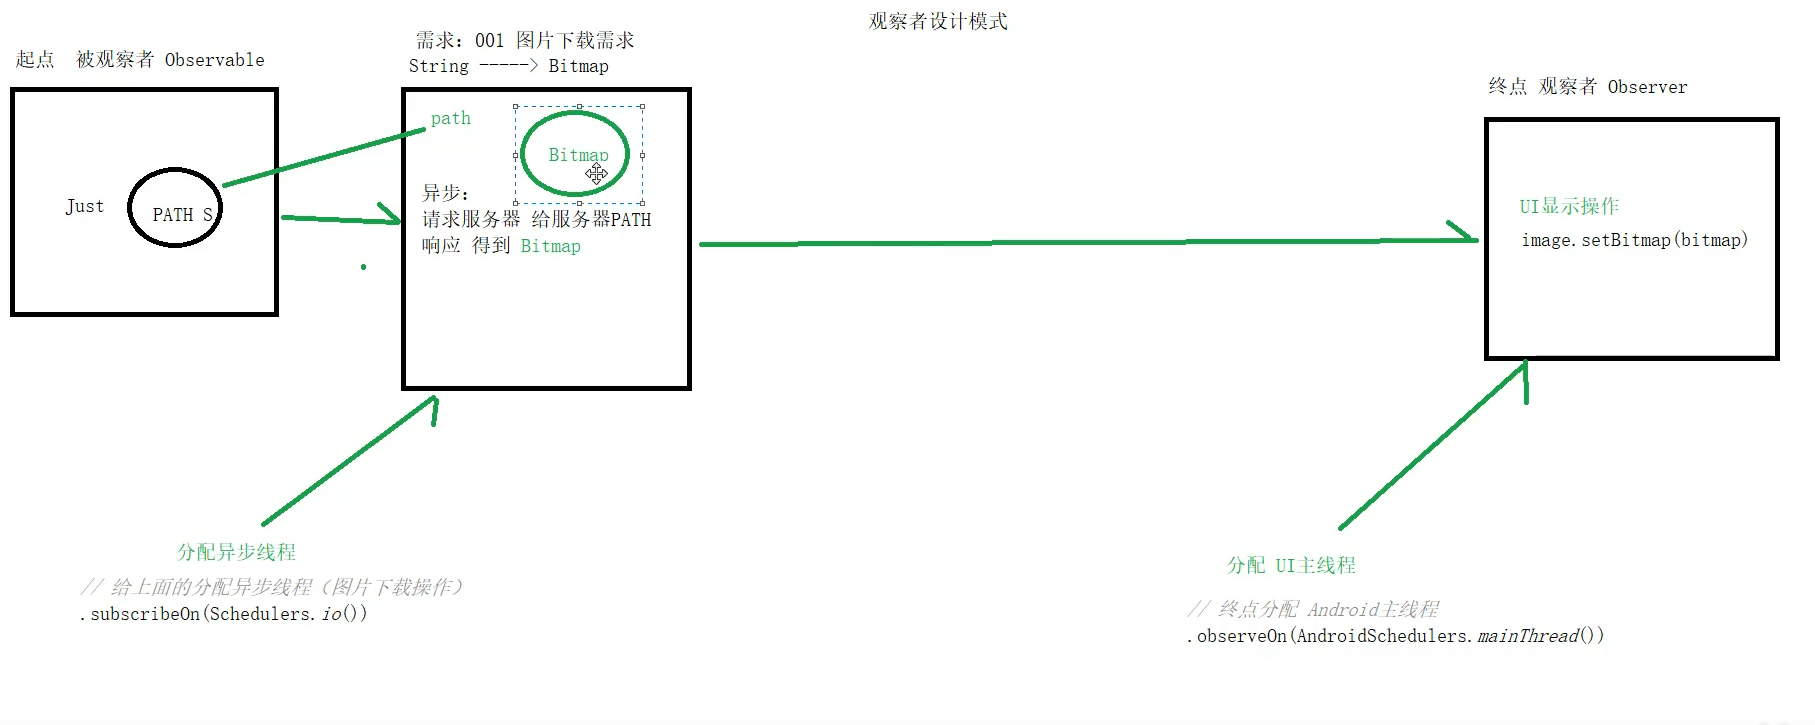 观察者设计模式
起点  被观察者 Observable
需求：001 图片下载需求
String -----> Bitmap
终点 观察者 Observer
Just
PATH S
path
Bitmap
异步：
请求服务器 给服务器PATH
响应 得到 Bitmap
UI显示操作
image.setBitmap(bitmap)
分配异步线程
// 给上面的分配异步线程（图片下载操作）
.subscribeOn(Schedulers.io())
分配 UI主线程
// 终点分配 Android主线程
.observeOn(AndroidSchedulers.mainThread())